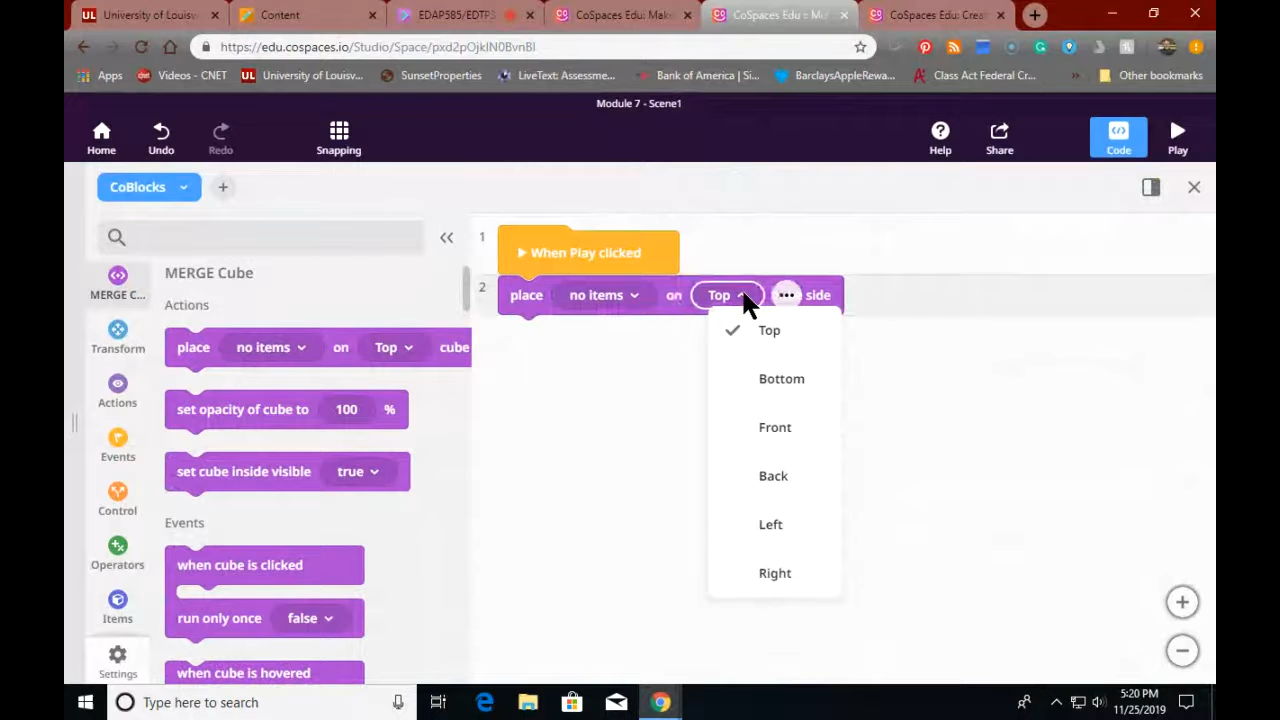 University of Louisw
Content
EDAP585/EDTP
CoSpaces Edu: Make
CoSpaces Edu – M
CoSpaces Edu: Crea
https://edu.cospaces.io/Studio/Space/pxd2pOjkIN0BvnBl
Apps
Videos - CNET
University of Louisv...
SunsetProperties
LiveText: Assessme...
Bank of America | Si...
BarclaysAppleRewa...
Class Act Federal Cr...
»
Other bookmarks
Module 7 - Scene1
Home
Undo
Redo
Snapping
Help
Share
Code
Play
CoBlocks
+
MERGE C...
Transform
Actions
Events
Control
Operators
Items
Settings
MERGE Cube
Actions
place no items on Top cube
set opacity of cube to 100 %
set cube inside visible true
Events
when cube is clicked
run only once false
when cube is hovered
1
When Play clicked
2
place no items on Top ... side
Top
Bottom
Front
Back
Left
Right
Type here to search
5:20 PM
11/25/2019